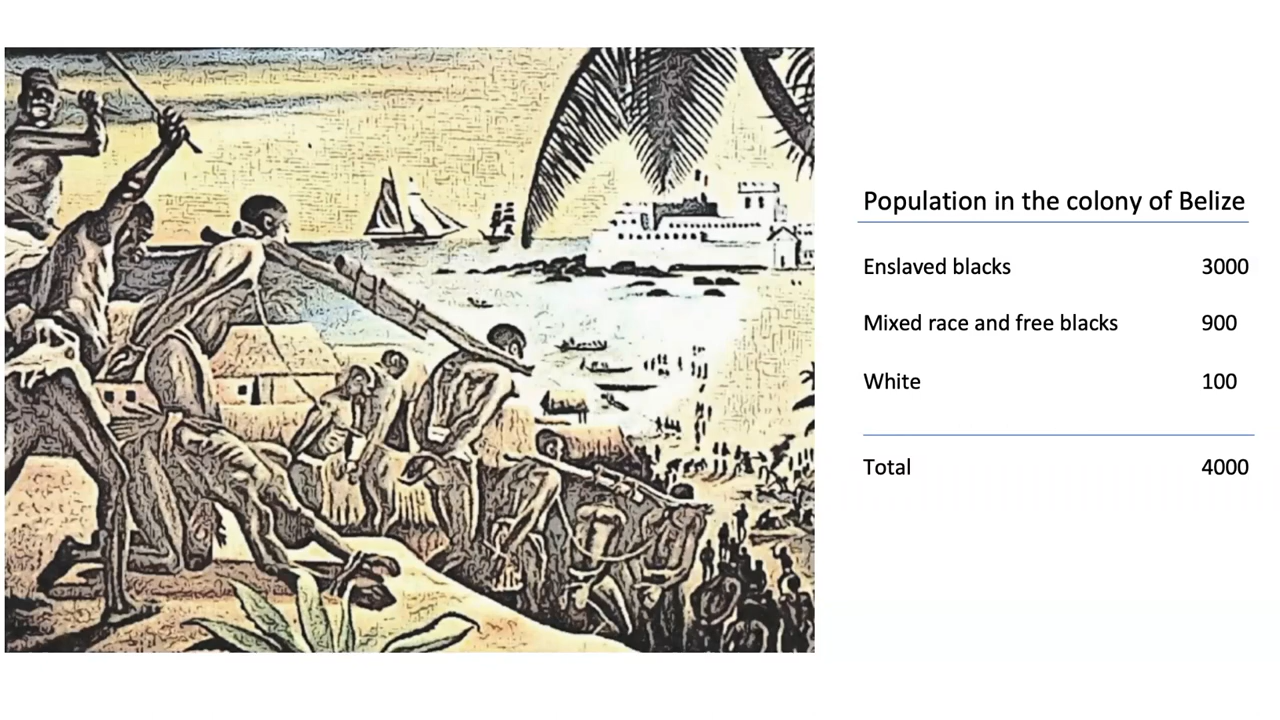 Population in the colony of Belize
Enslaved blacks 3000
Mixed race and free blacks 900
White 100
Total 4000